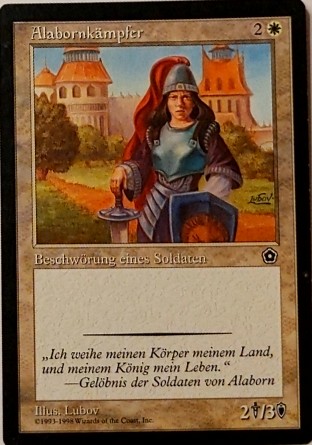 Alabornkämpfer 2
LUBOV
Beschwörung eines Soldaten
„Ich weihe meinen Körper meinem Land,
und meinem König mein Leben.“
—Gelöbnis der Soldaten von Alaborn
Illus. Lubov
©1993-1998 Wizards of the Coast, Inc.
2/3